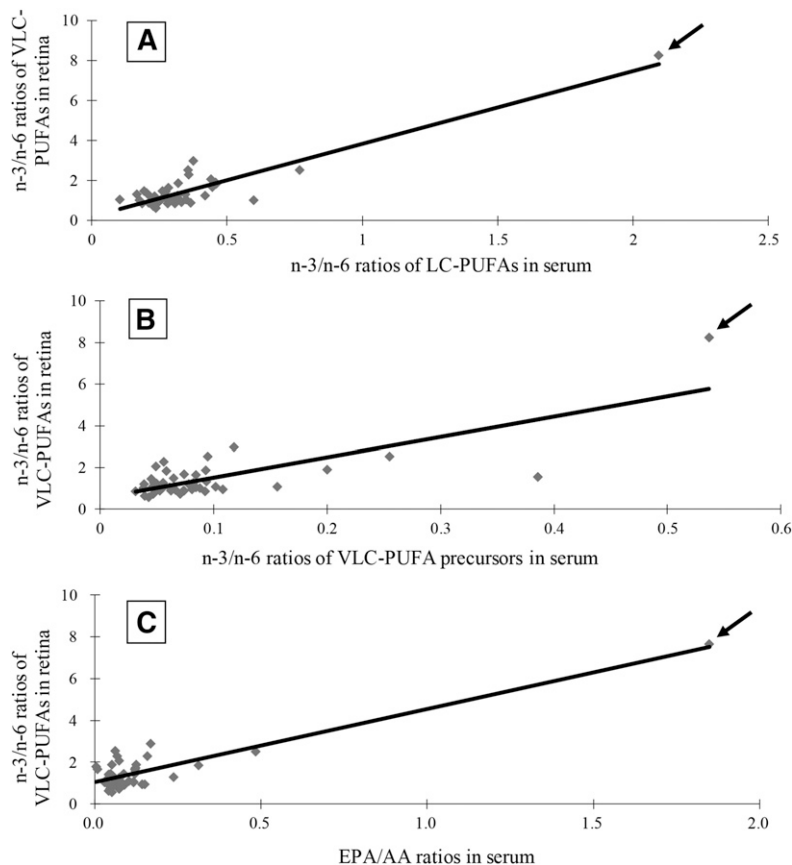 A
n-3/n-6 ratios of VLC-
PUFAs in retina
10
8
6
4
2
0
0 0.5 1 1.5 2 2.5
n-3/n-6 ratios of LC-PUFAs in serum
B
n-3/n-6 ratios of
VLC-PUFAs in retina
10
8
6
4
2
0
0 0.1 0.2 0.3 0.4 0.5 0.6
n-3/n-6 ratios of VLC-PUFA precursors in serum
C
n-3/n-6 ratios of
VLC-PUFAs in retina
10
8
6
4
2
0
0.0 0.5 1.0 1.5 2.0
EPA/AA ratios in serum